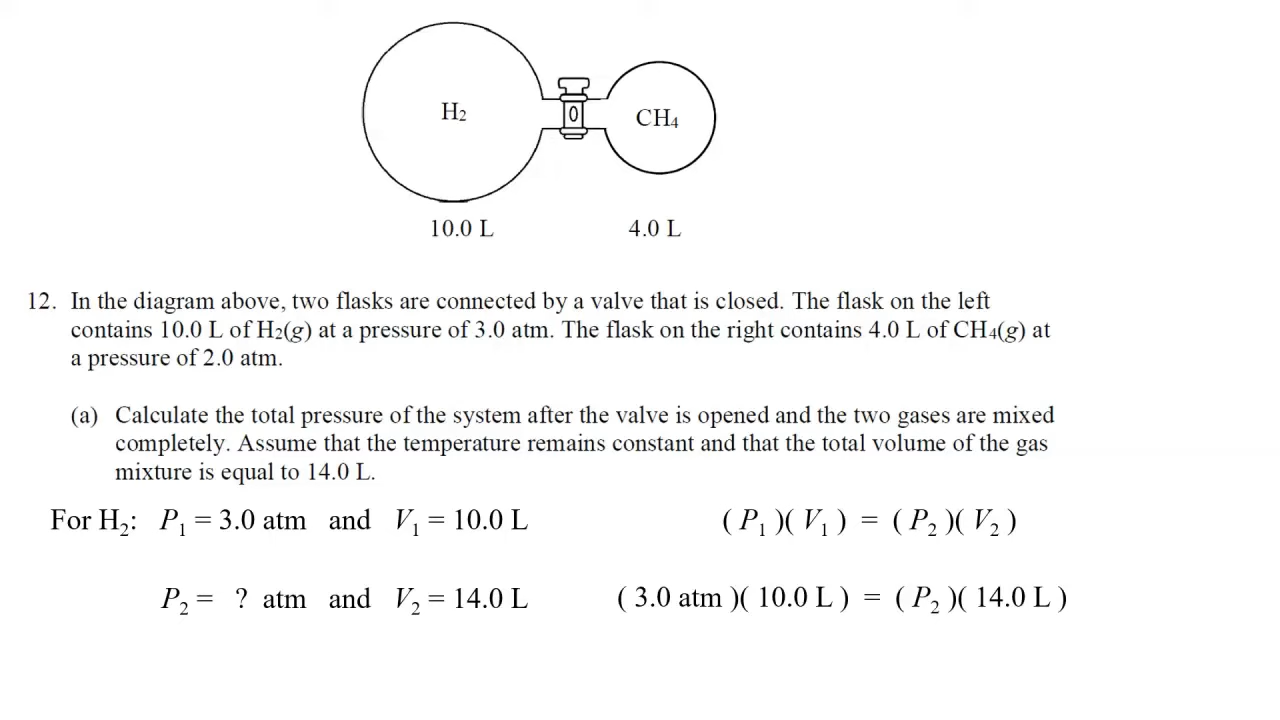 H₂
CH₄
10.0 L
4.0 L
12. In the diagram above, two flasks are connected by a valve that is closed. The flask on the left
contains 10.0 L of H₂(g) at a pressure of 3.0 atm. The flask on the right contains 4.0 L of CH₄(g) at
a pressure of 2.0 atm.
(a) Calculate the total pressure of the system after the valve is opened and the two gases are mixed
completely. Assume that the temperature remains constant and that the total volume of the gas
mixture is equal to 14.0 L.
For H₂: P₁ = 3.0 atm and V₁ = 10.0 L
( P₁ )( V₁ ) = ( P₂ )( V₂ )
P₂ = ? atm and V₂ = 14.0 L
( 3.0 atm )( 10.0 L ) = ( P₂ )( 14.0 L )